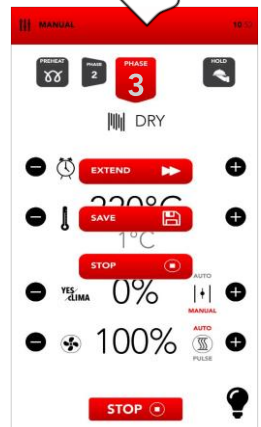 MANUAL
PREHEAT
PHASE
2
PHASE
3
HOLD
DRY
EXTEND
SAVE
1°C
STOP
AUTO
YES
CLIMA
0%
MANUAL
100%
AUTO
PULSE
STOP